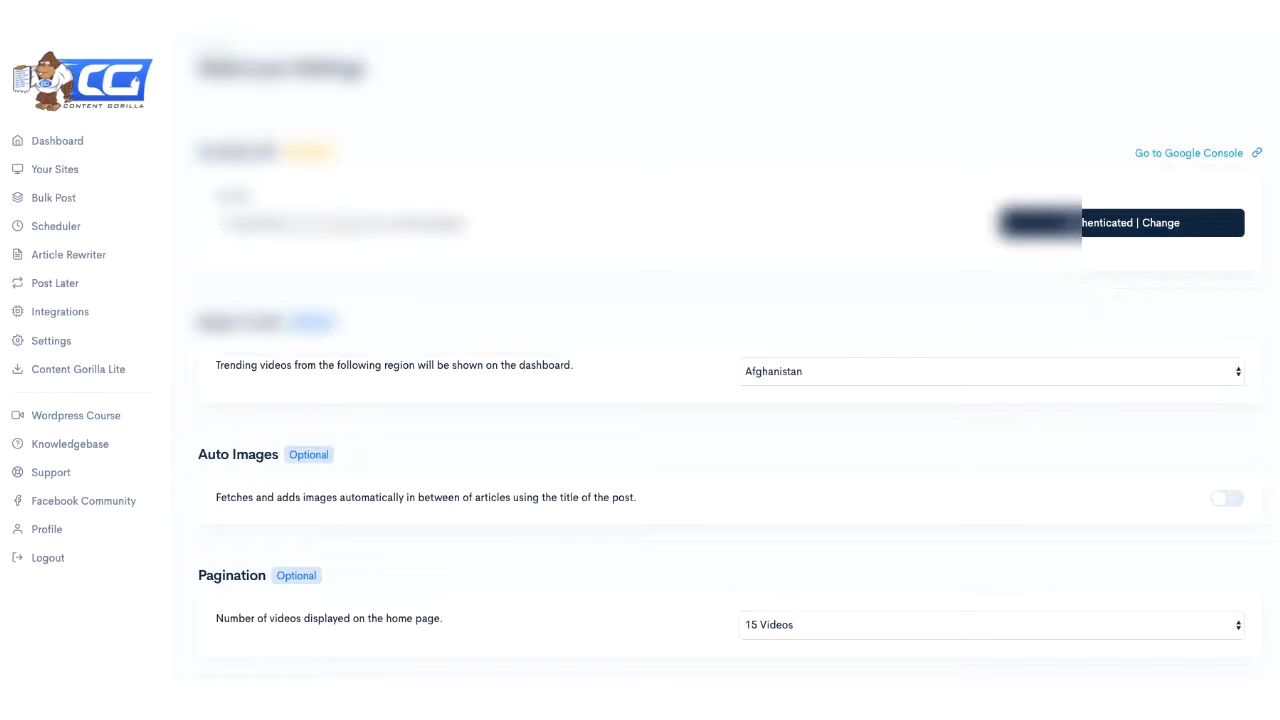 CG
CONTENT GORILLA
Dashboard
Your Sites
Bulk Post
Scheduler
Article Rewriter
Post Later
Integrations
Settings
Content Gorilla Lite
Wordpress Course
Knowledgebase
Support
Facebook Community
Profile
Logout
Go to Google Console
henticated | Change
Trending videos from the following region will be shown on the dashboard.
Afghanistan
Auto Images Optional
Fetches and adds images automatically in between of articles using the title of the post.
Pagination Optional
Number of videos displayed on the home page.
15 Videos